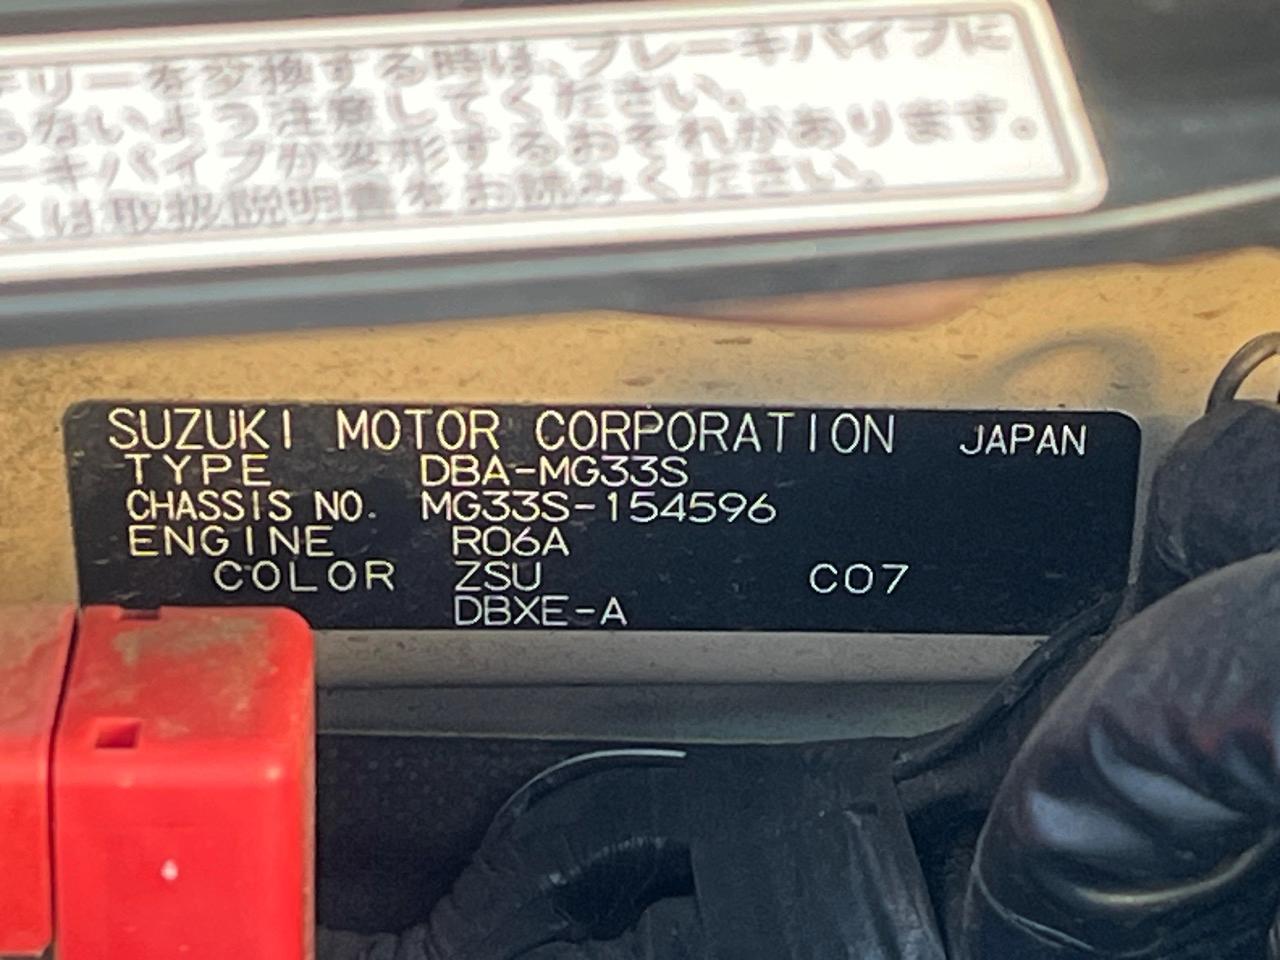 テリーを交換する時は、ブレーキパイプに
らないよう注意してください。
ーキパイプが変形するおそれがあります。
くは取扱説明書をお読みください。
SUZUKI MOTOR CORPORATION JAPAN
TYPE DBA-MG33S
CHASSIS NO. MG33S-154596
ENGINE R06A
COLOR ZSU C07
DBXE-A